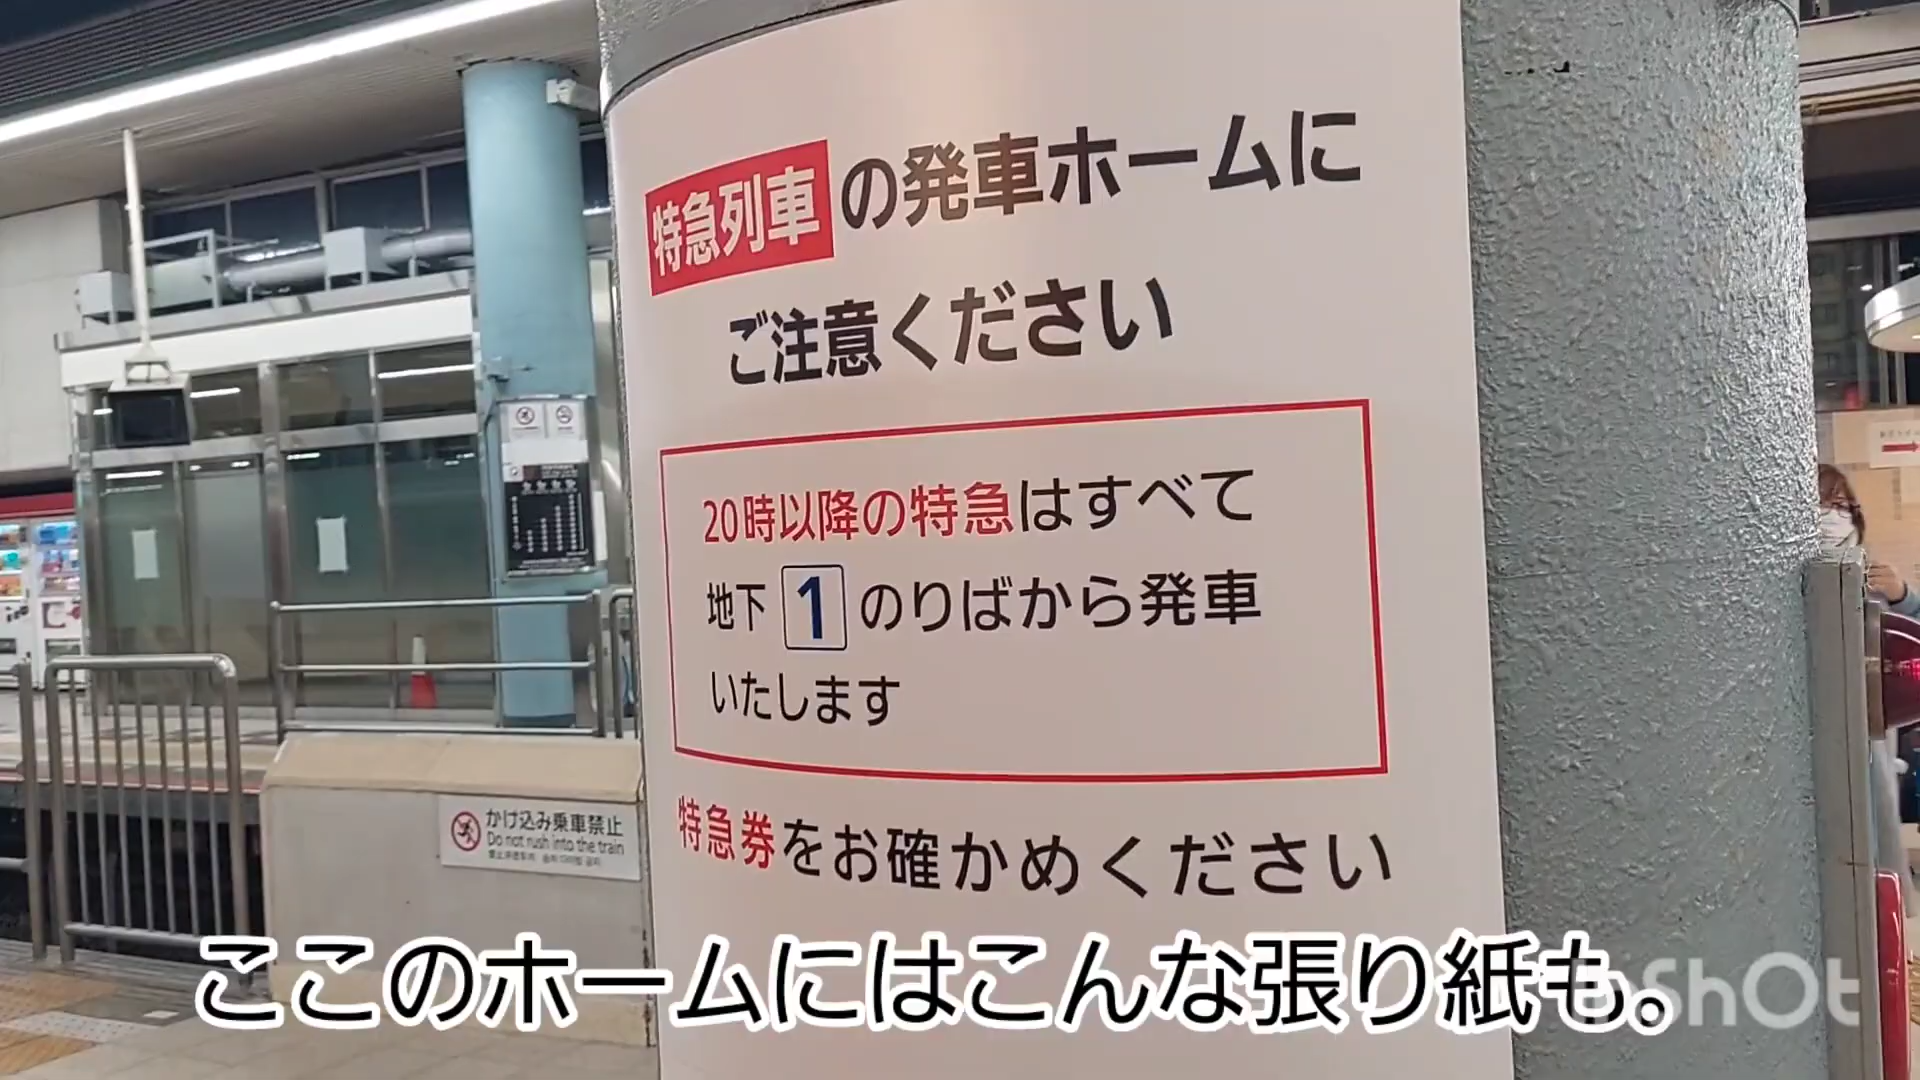 特急列車の発車ホームに
ご注意ください
20時以降の特急はすべて
地下1のりばから発車
いたします
特急券をお確かめください
かけ込み乗車禁止
Do not rush into the train
ここのホームにはこんな張り紙も。
InShOt